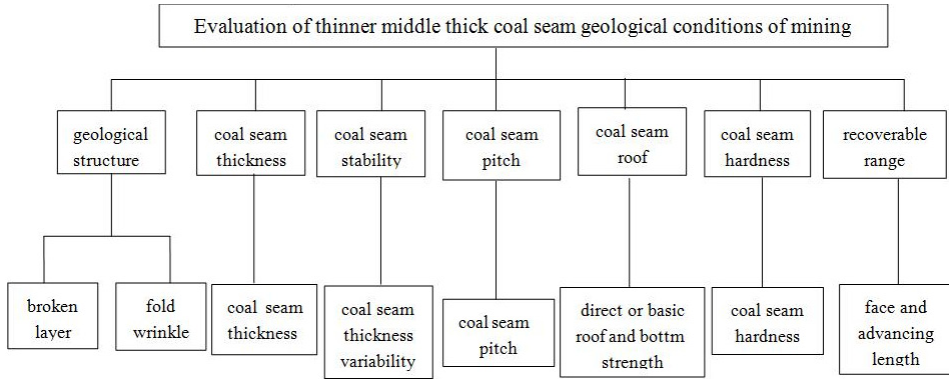 Evaluation of thinner middle thick coal seam geological conditions of mining
geological
structure
coal seam
thickness
coal seam
stability
coal seam
pitch
coal seam
roof
coal seam
hardness
recoverable
range
broken
layer
fold
wrinkle
coal seam
thickness
coal seam
thickness
variability
coal seam
pitch
direct or basic
roof and bottm
strength
coal seam
hardness
face and
advancing
length